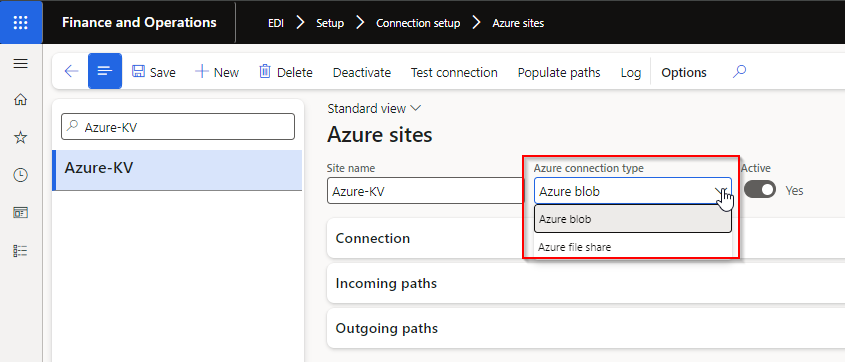 Finance and Operations
EDI > Setup > Connection setup > Azure sites
Save + New Delete Deactivate Test connection Populate paths Log Options
Azure-KV
Azure-KV
Standard view
Azure sites
Site name Azure connection type Active
Azure-KV Azure blob Yes
Azure blob
Azure file share
Connection
Incoming paths
Outgoing paths